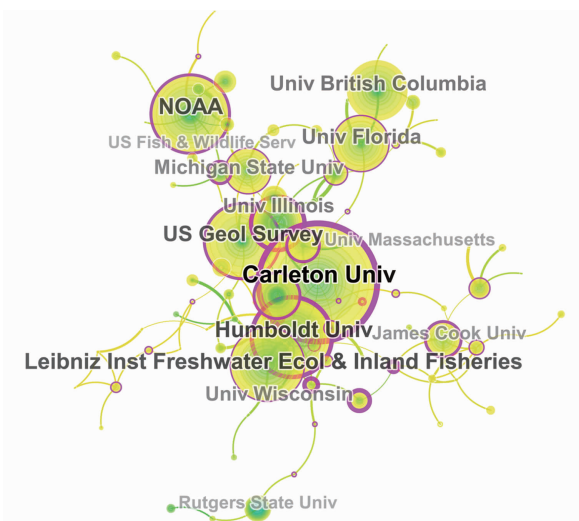 Univ British Columbia
NOAA
Univ Florida
US Fish & Wildlife Serv
Michigan State Univ
Univ Illinois
US Geol Survey
Univ Massachusetts
Carleton Univ
Humboldt Univ
James Cook Univ
Leibniz Inst Freshwater Ecol & Inland Fisheries
Univ Wisconsin
Rutgers State Univ